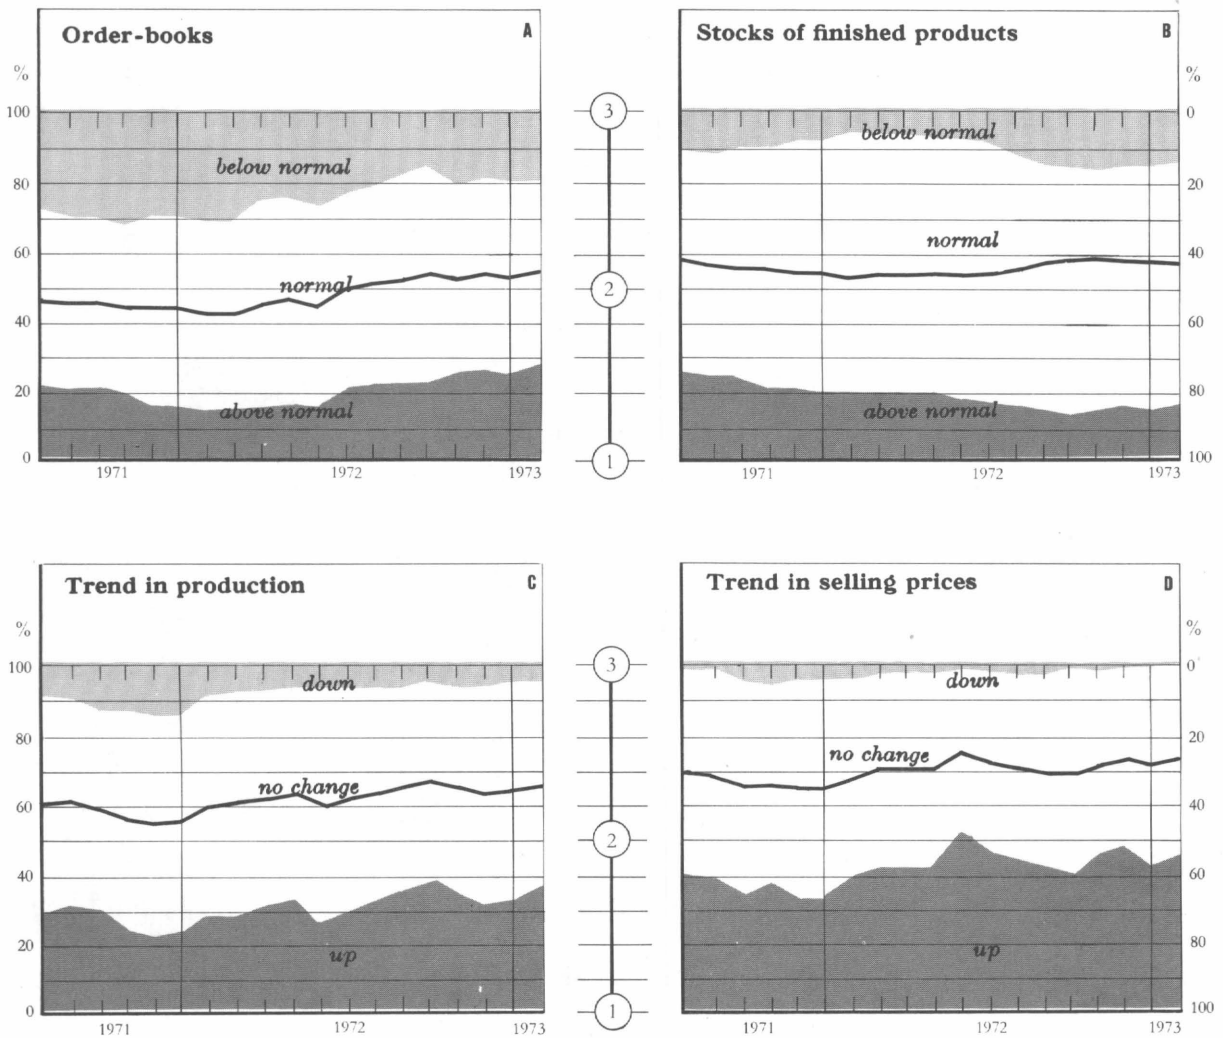 Order-books A
%
100
80
60
40
20
0
below normal
normal
above normal
1971 1972 1973
3
2
1
Stocks of finished products B
%
0
20
40
60
80
100
below normal
normal
above normal
1971 1972 1973
Trend in production C
%
100
80
60
40
20
0
down
no change
up
1971 1972 1973
3
2
1
Trend in selling prices D
%
0
20
40
60
80
100
down
no change
up
1971 1972 1973